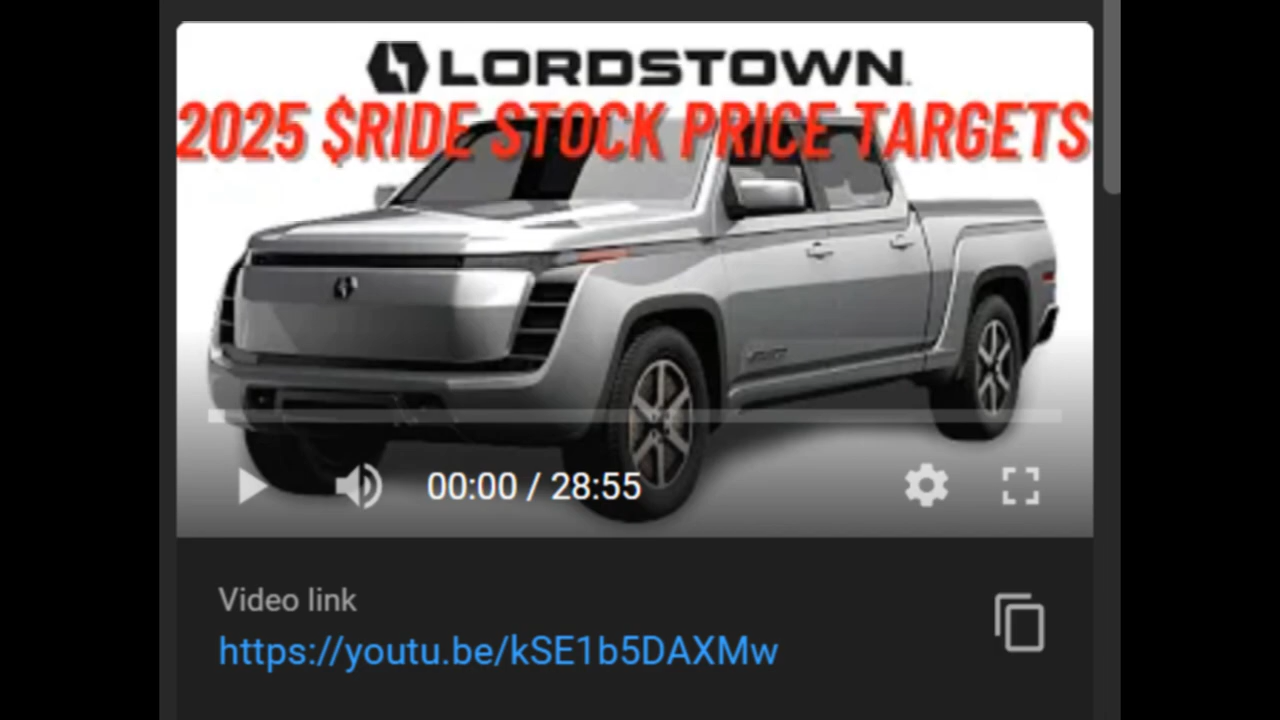 LORDSTOWN
2025 $RIDE STOCK PRICE TARGETS
00:00 / 28:55
Video link
https://youtu.be/kSE1b5DAXMw